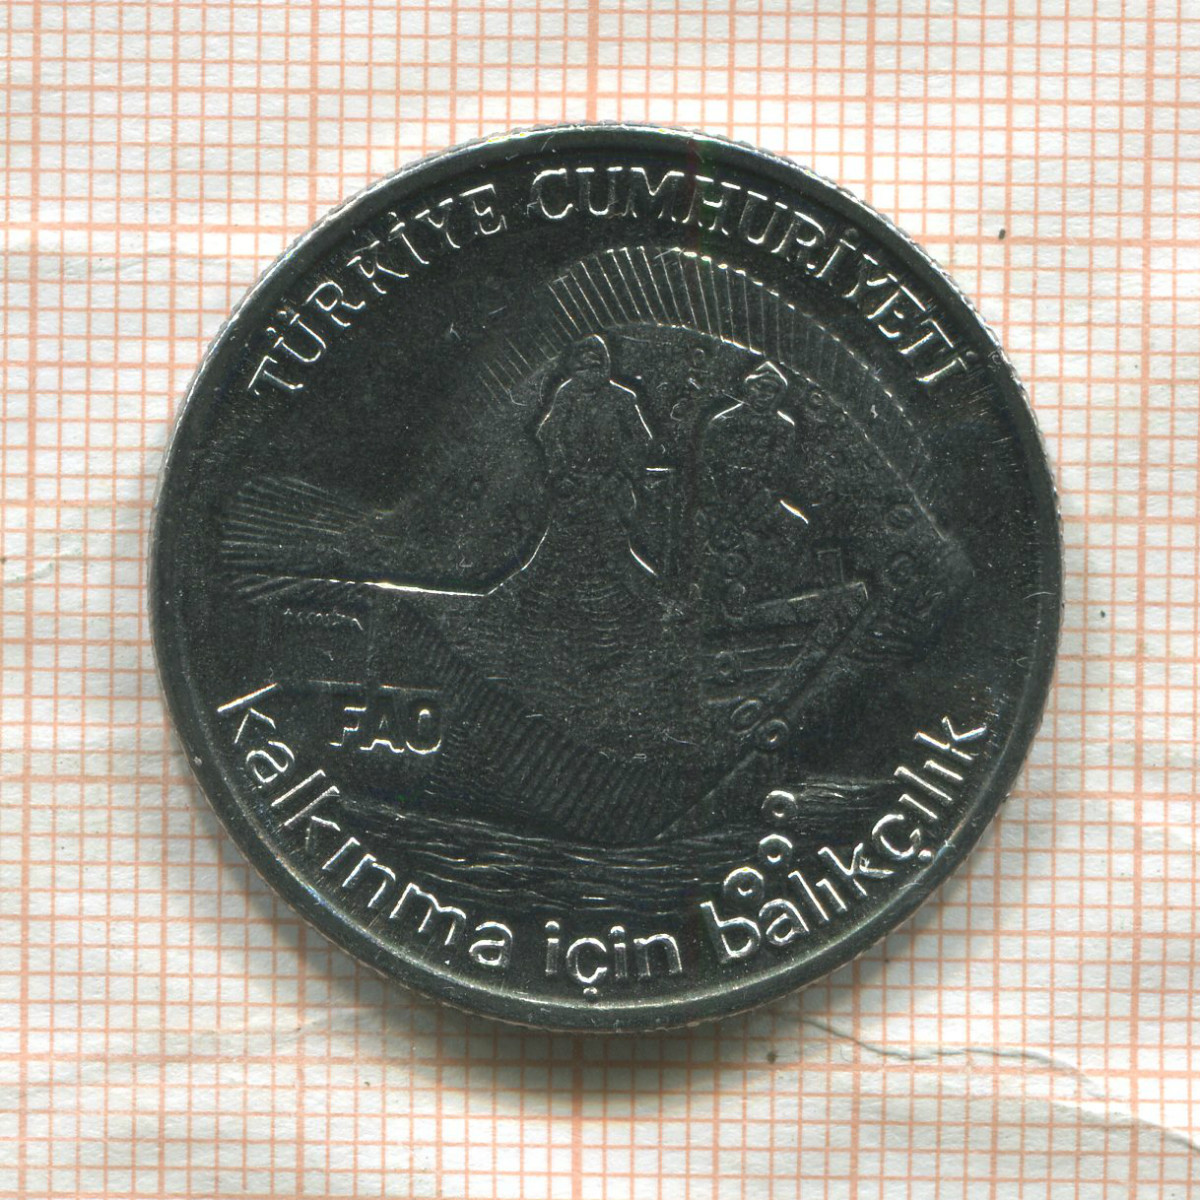 TÜRKİYE CUMHURİYETİ
FAO
kalkınma için balıkçılık